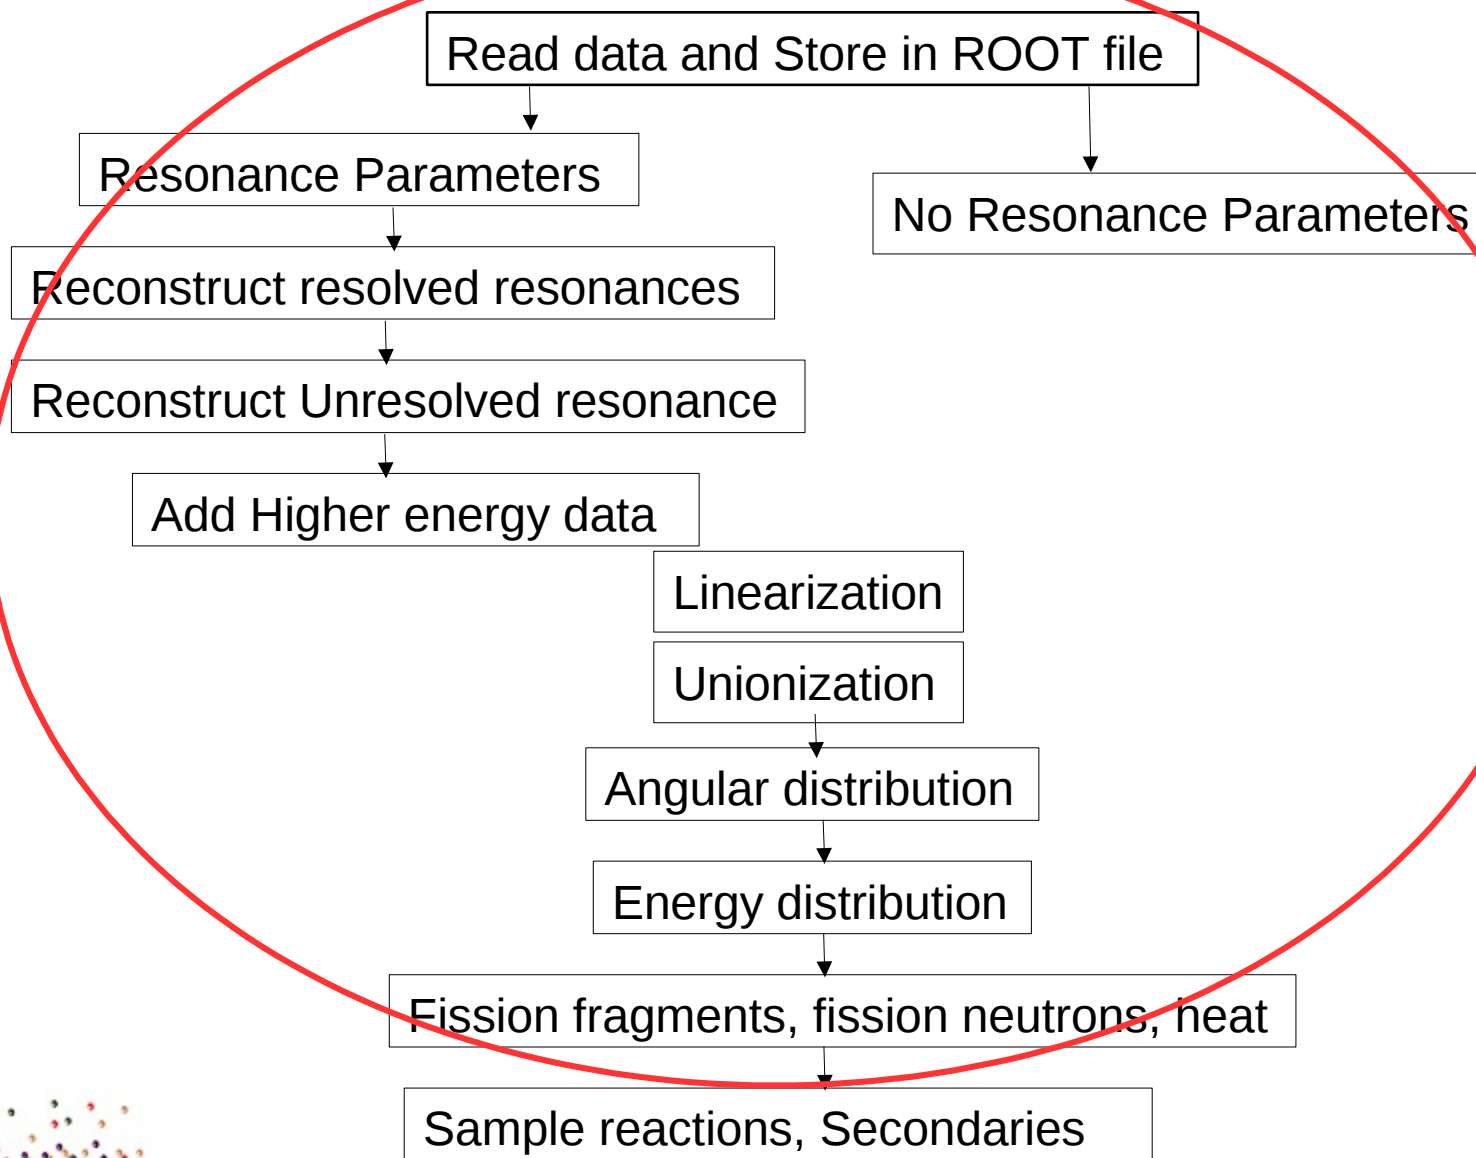 Read data and Store in ROOT file
Resonance Parameters
No Resonance Parameters
Reconstruct resolved resonances
Reconstruct Unresolved resonance
Add Higher energy data
Linearization
Unionization
Angular distribution
Energy distribution
Fission fragments, fission neutrons, heat
Sample reactions, Secondaries